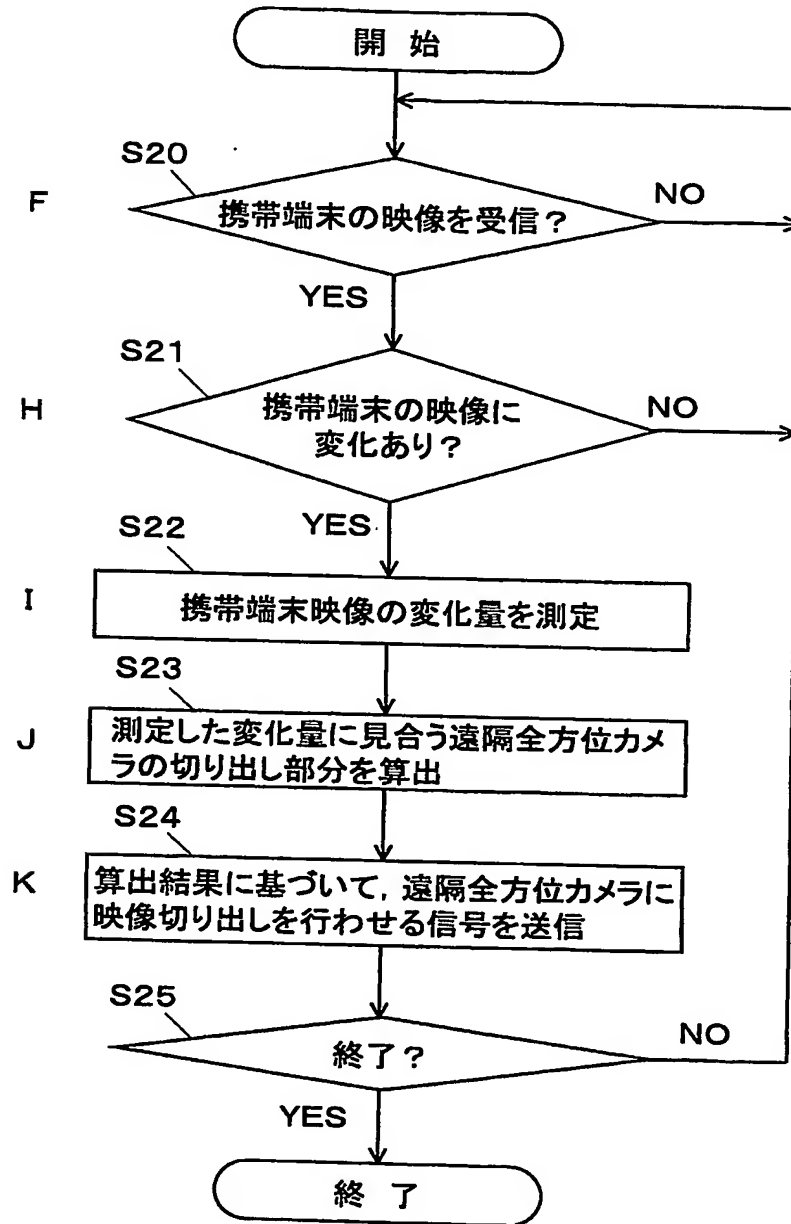 開 始
S20
F
携帯端末の映像を受信？
NO
YES
S21
H
携帯端末の映像に
変化あり？
NO
YES
S22
I
携帯端末映像の変化量を測定
S23
J
測定した変化量に見合う遠隔全方位カメ
ラの切り出し部分を算出
S24
K
算出結果に基づいて，遠隔全方位カメラに
映像切り出しを行わせる信号を送信
S25
終了？
NO
YES
終 了